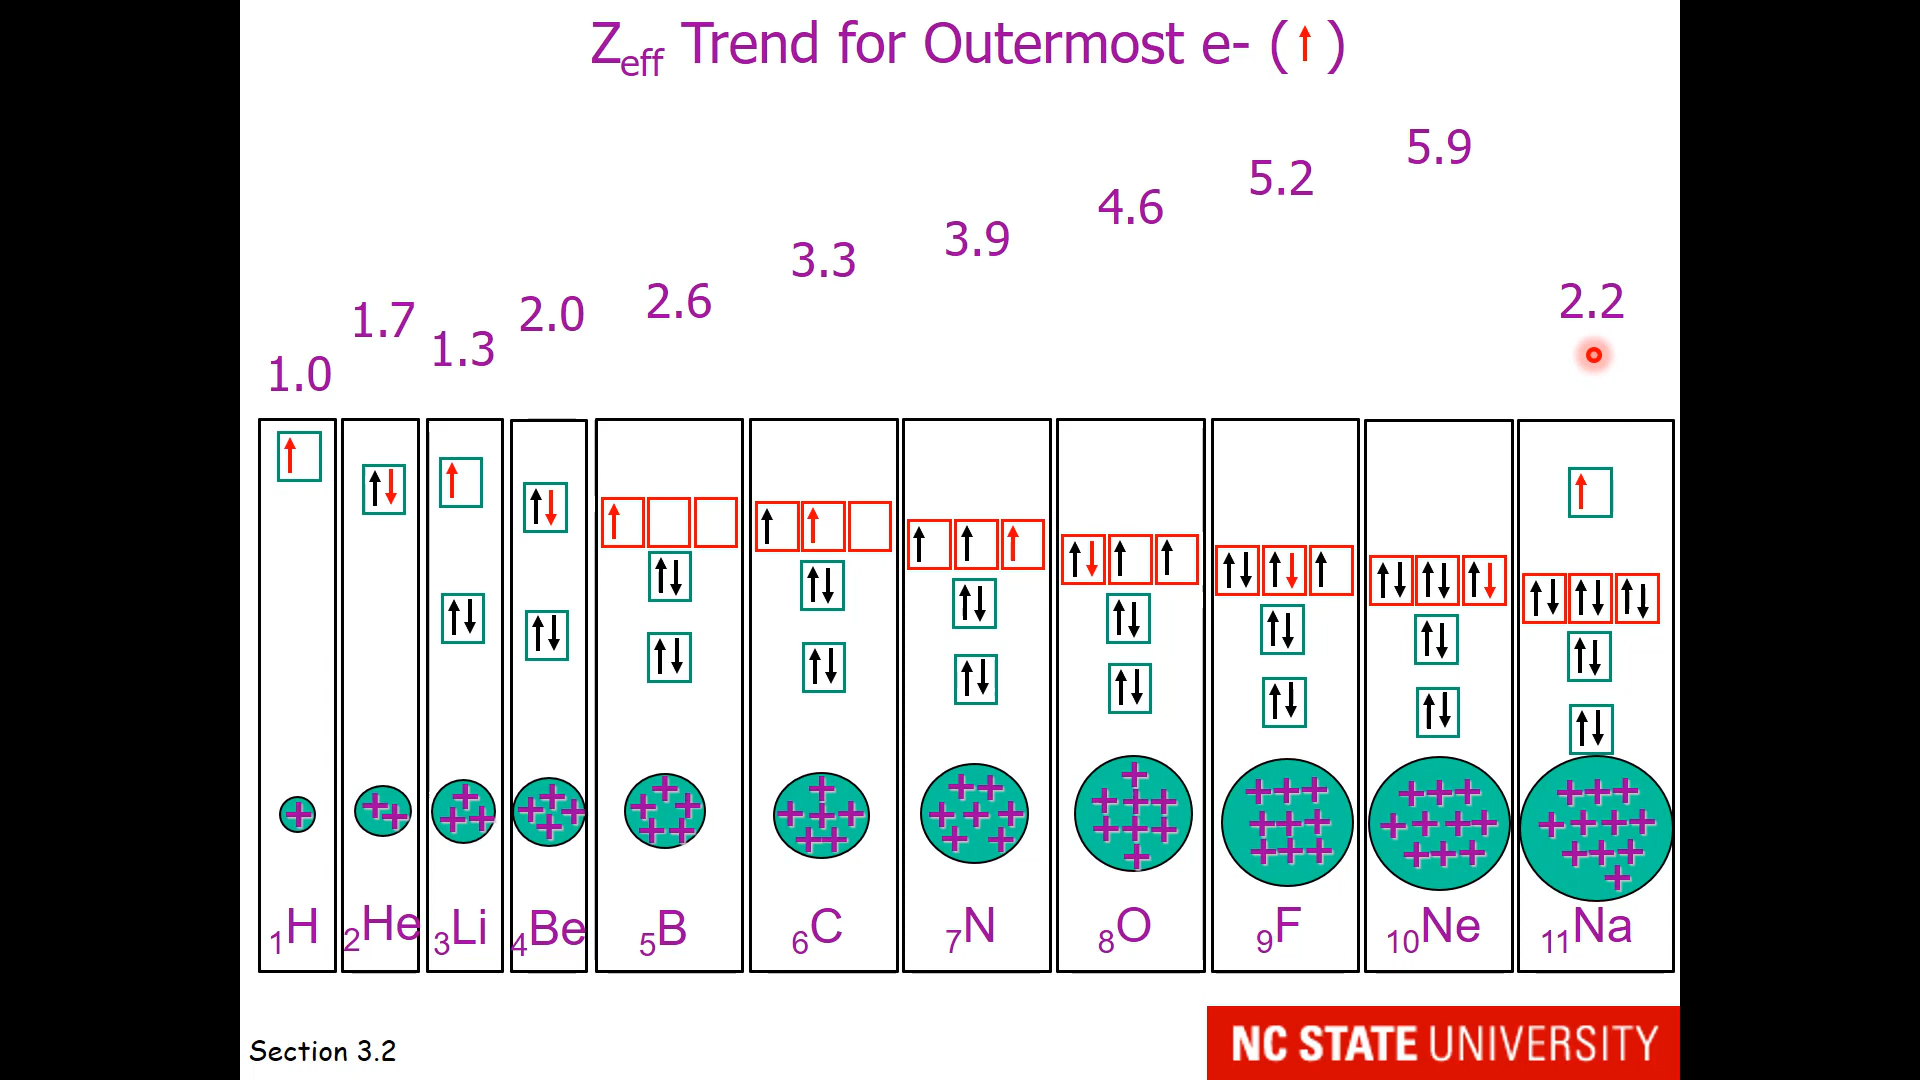 Zeff Trend for Outermost e- (↑)
5.9
5.2
4.6
3.9
3.3
2.6
2.0
1.7
1.3
1.0
2.2
1H 2He 3Li 4Be 5B 6C 7N 8O 9F 10Ne 11Na
Section 3.2
NC STATE UNIVERSITY